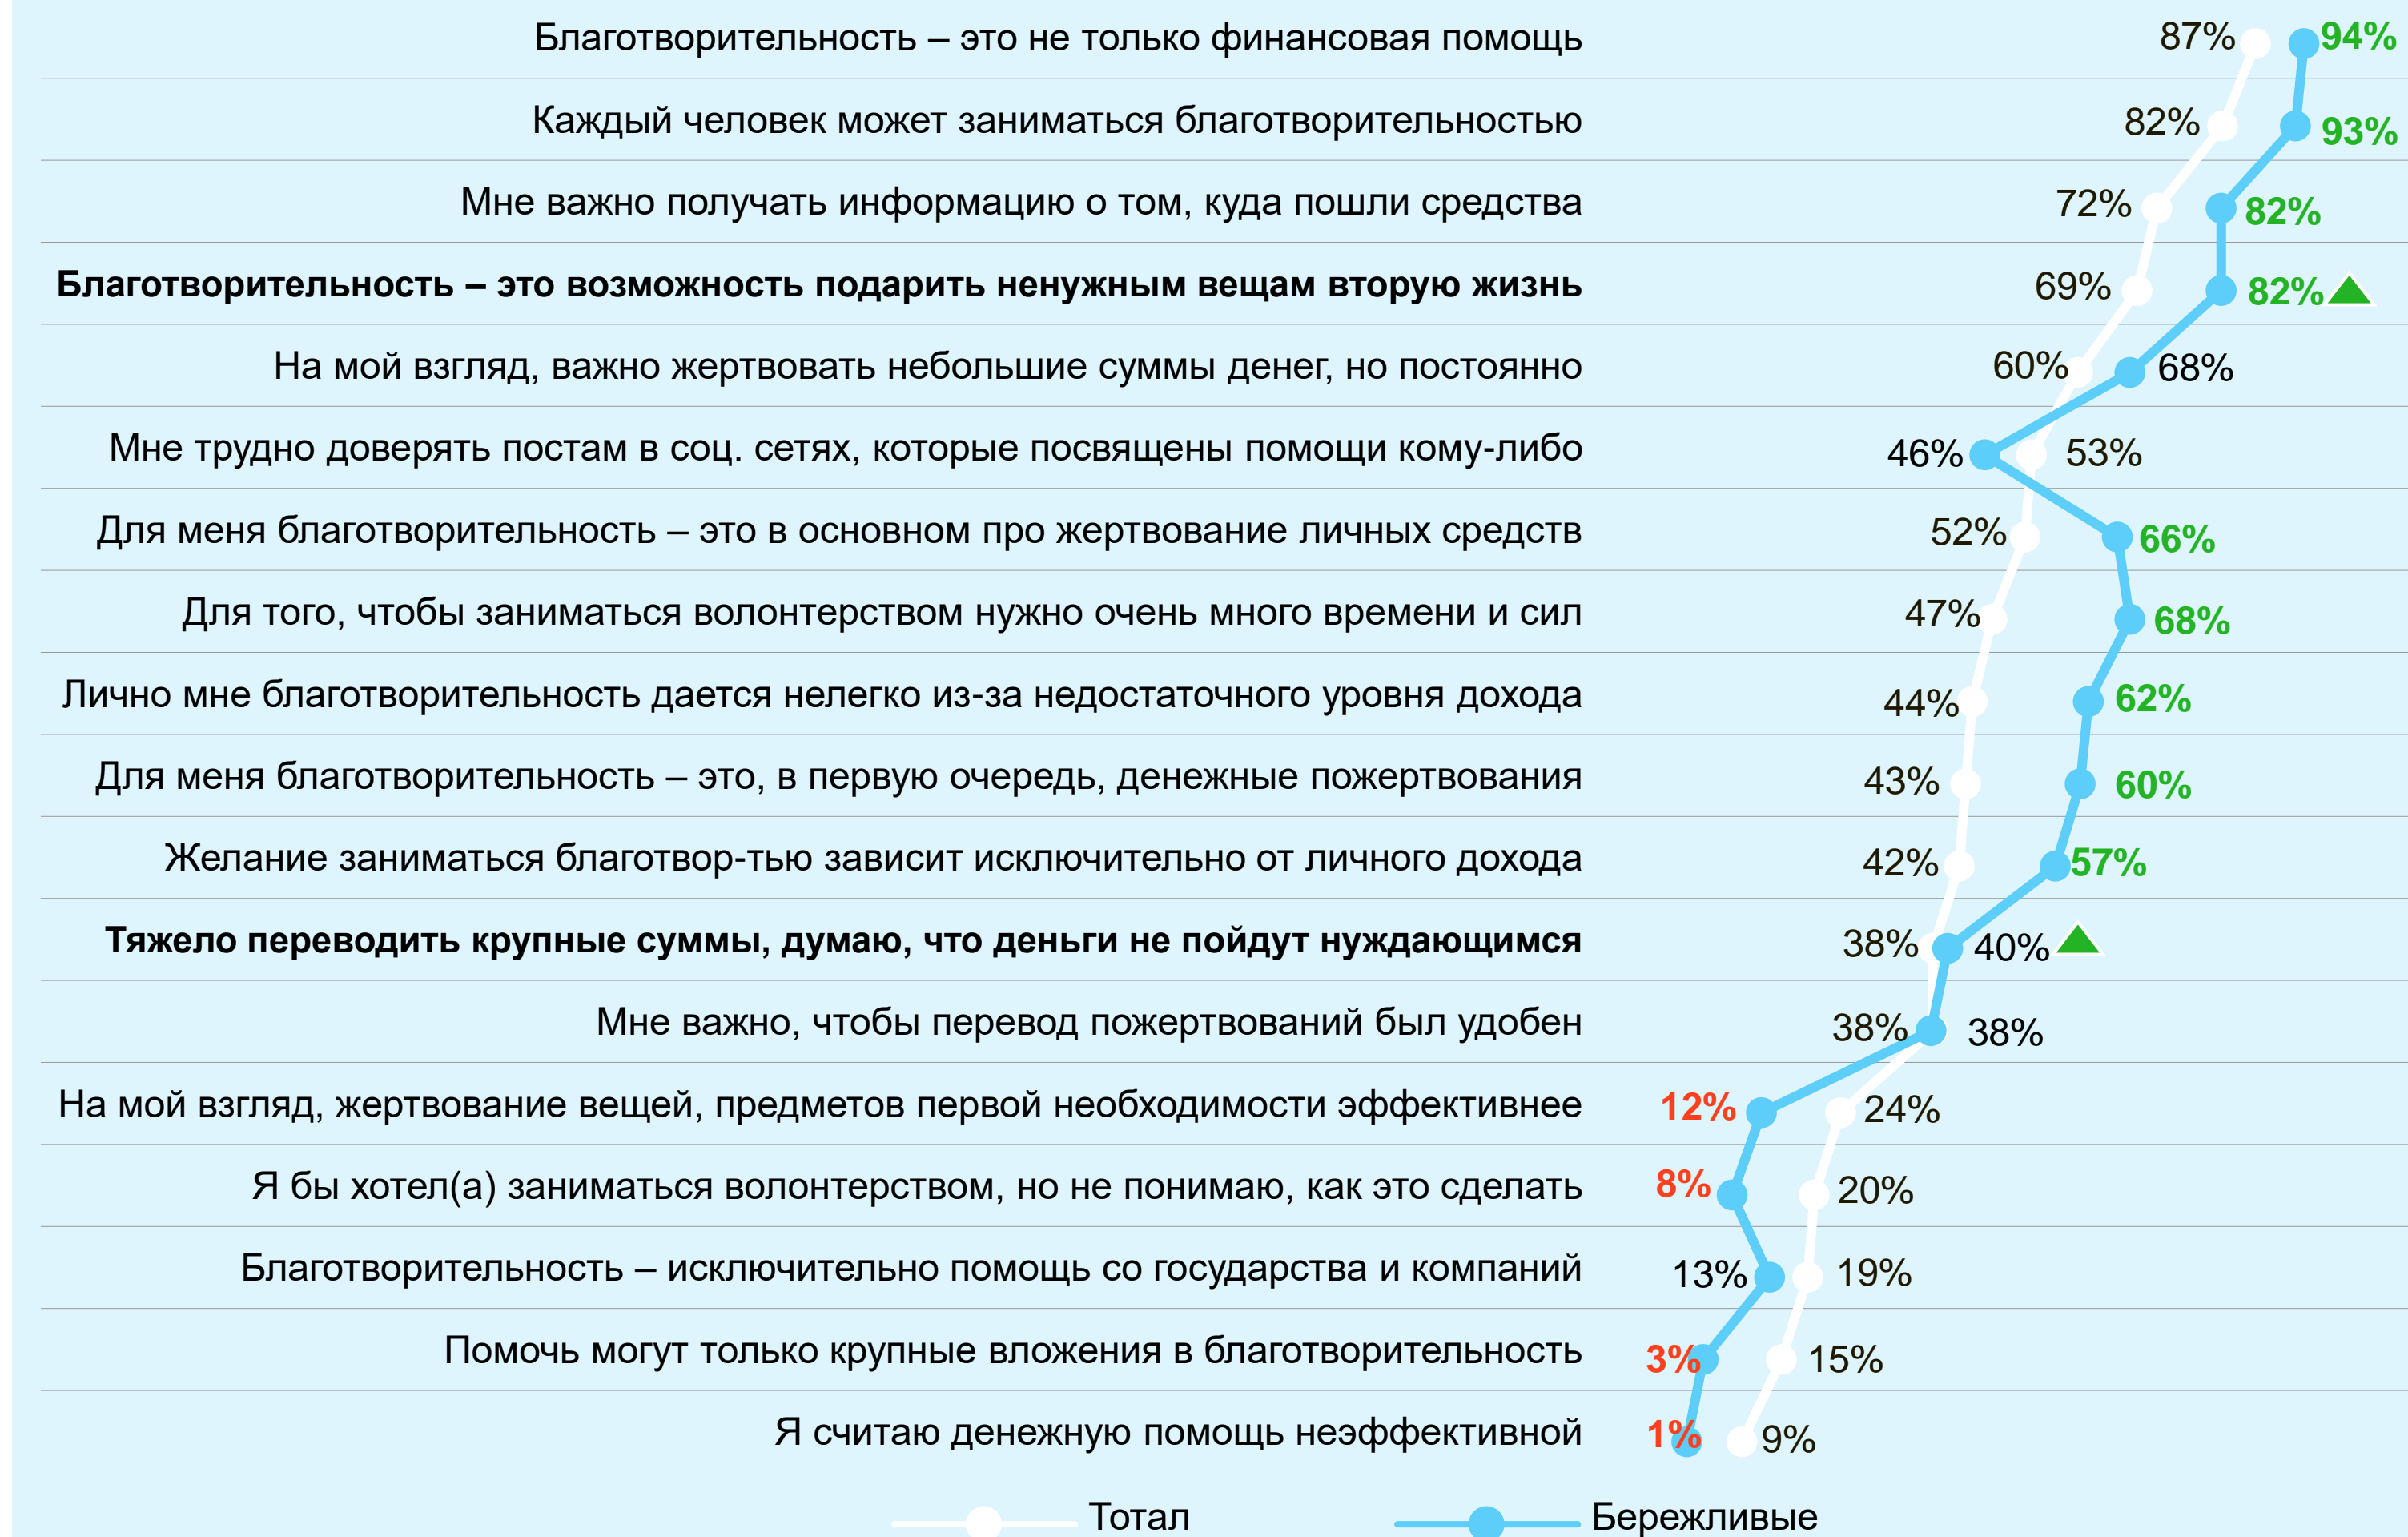 Благотворительность – это не только финансовая помощь 87% 94%
Каждый человек может заниматься благотворительностью 82% 93%
Мне важно получать информацию о том, куда пошли средства 72% 82%
Благотворительность – это возможность подарить ненужным вещам вторую жизнь 69% 82%
На мой взгляд, важно жертвовать небольшие суммы денег, но постоянно 60% 68%
Мне трудно доверять постам в соц. сетях, которые посвящены помощи кому-либо 46% 53%
Для меня благотворительность – это в основном про жертвование личных средств 52% 66%
Для того, чтобы заниматься волонтерством нужно очень много времени и сил 47% 68%
Лично мне благотворительность дается нелегко из-за недостаточного уровня дохода 44% 62%
Для меня благотворительность – это, в первую очередь, денежные пожертвования 43% 60%
Желание заниматься благотвор-тью зависит исключительно от личного дохода 42% 57%
Тяжело переводить крупные суммы, думаю, что деньги не пойдут нуждающимся 38% 40%
Мне важно, чтобы перевод пожертвований был удобен 38% 38%
На мой взгляд, жертвование вещей, предметов первой необходимости эффективнее 12% 24%
Я бы хотел(а) заниматься волонтерством, но не понимаю, как это сделать 8% 20%
Благотворительность – исключительно помощь со государства и компаний 13% 19%
Помочь могут только крупные вложения в благотворительность 3% 15%
Я считаю денежную помощь неэффективной 1% 9%
Тотал Бережливые